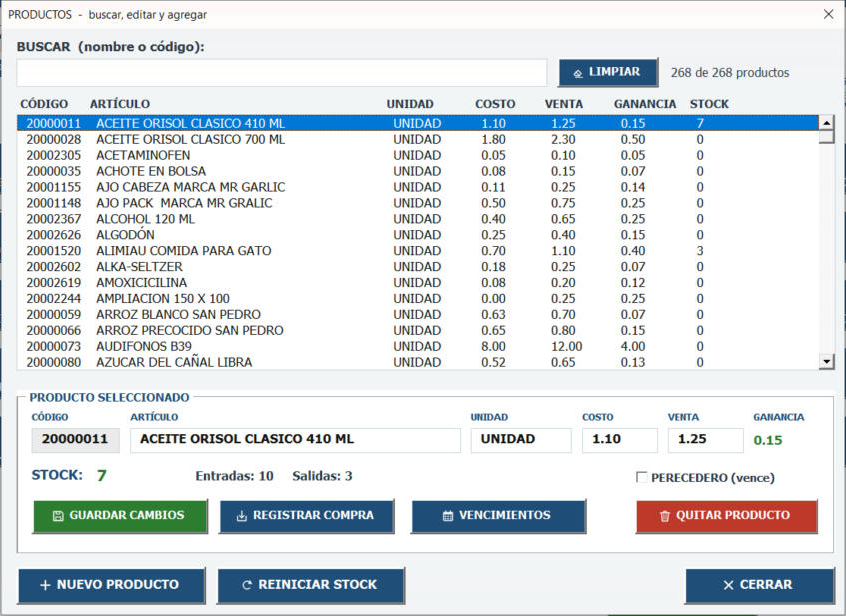 PRODUCTOS - buscar, editar y agregar
BUSCAR (nombre o código):
LIMPIAR 268 de 268 productos
CÓDIGO ARTÍCULO UNIDAD COSTO VENTA GANANCIA STOCK
20000011 ACEITE ORISOL CLASICO 410 ML UNIDAD 1.10 1.25 0.15 7
20000028 ACEITE ORISOL CLASICO 700 ML UNIDAD 1.80 2.30 0.50 0
20002305 ACETAMINOFEN UNIDAD 0.05 0.10 0.05 0
20000035 ACHOTE EN BOLSA UNIDAD 0.08 0.15 0.07 0
20001155 AJO CABEZA MARCA MR GARLIC UNIDAD 0.11 0.25 0.14 0
20001148 AJO PACK MARCA MR GRALIC UNIDAD 0.50 0.75 0.25 0
20002367 ALCOHOL 120 ML UNIDAD 0.40 0.65 0.25 0
20002626 ALGODÓN UNIDAD 0.25 0.40 0.15 0
20001520 ALIMIAU COMIDA PARA GATO UNIDAD 0.70 1.10 0.40 3
20002602 ALKA-SELTZER UNIDAD 0.18 0.25 0.07 0
20002619 AMOXICICILINA UNIDAD 0.08 0.20 0.12 0
20002244 AMPLIACION 150 X 100 UNIDAD 0.00 0.25 0.25 0
20000059 ARROZ BLANCO SAN PEDRO UNIDAD 0.63 0.70 0.07 0
20000066 ARROZ PRECOCIDO SAN PEDRO UNIDAD 0.65 0.80 0.15 0
20000073 AUDIFONOS B39 UNIDAD 8.00 12.00 4.00 0
20000080 AZUCAR DEL CAÑAL LIBRA UNIDAD 0.52 0.65 0.13 0
PRODUCTO SELECCIONADO
CÓDIGO ARTÍCULO UNIDAD COSTO VENTA GANANCIA
20000011 ACEITE ORISOL CLASICO 410 ML UNIDAD 1.10 1.25 0.15
STOCK: 7 Entradas: 10 Salidas: 3 PERECEDERO (vence)
GUARDAR CAMBIOS REGISTRAR COMPRA VENCIMIENTOS QUITAR PRODUCTO
+ NUEVO PRODUCTO REINICIAR STOCK CERRAR